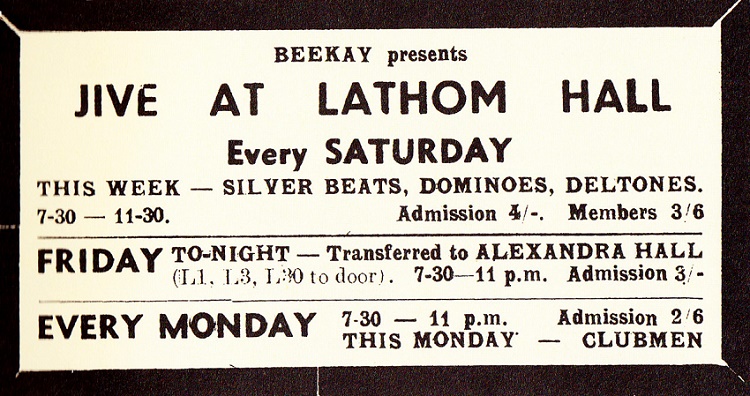 BEEKAY presents
JIVE AT LATHOM HALL
Every SATURDAY
THIS WEEK — SILVER BEATS, DOMINOES, DELTONES.
7-30 — 11-30. Admission 4/-. Members 3/6
FRIDAY TO-NIGHT — Transferred to ALEXANDRA HALL
(L1, L3, L30 to door). 7-30—11 p.m. Admission 3/-
EVERY MONDAY 7-30 — 11 p.m. Admission 2/6
THIS MONDAY — CLUBMEN